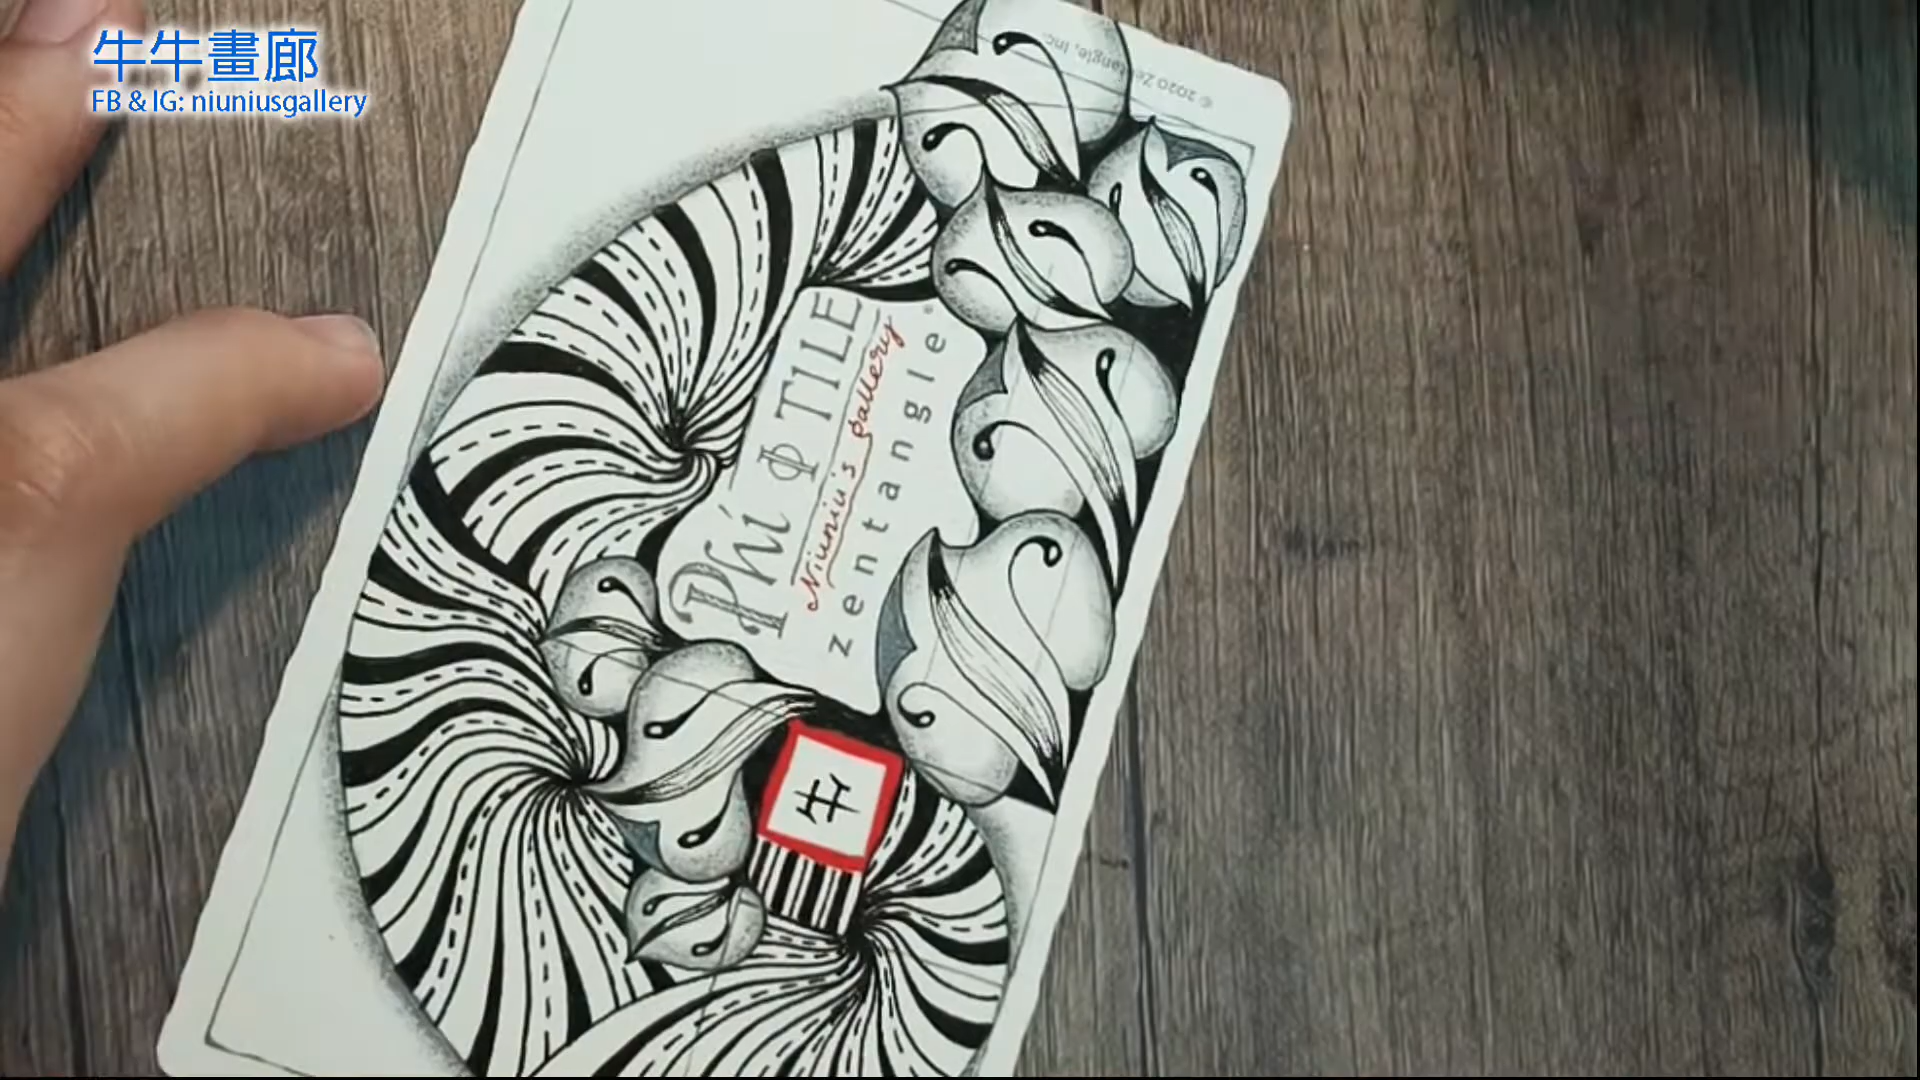 牛牛畫廊
FB & IG: niuniusgallery
© 2020 Zentangle, Inc.
Phi Φ TILE
Niuniu's gallery
zentangle®
牛